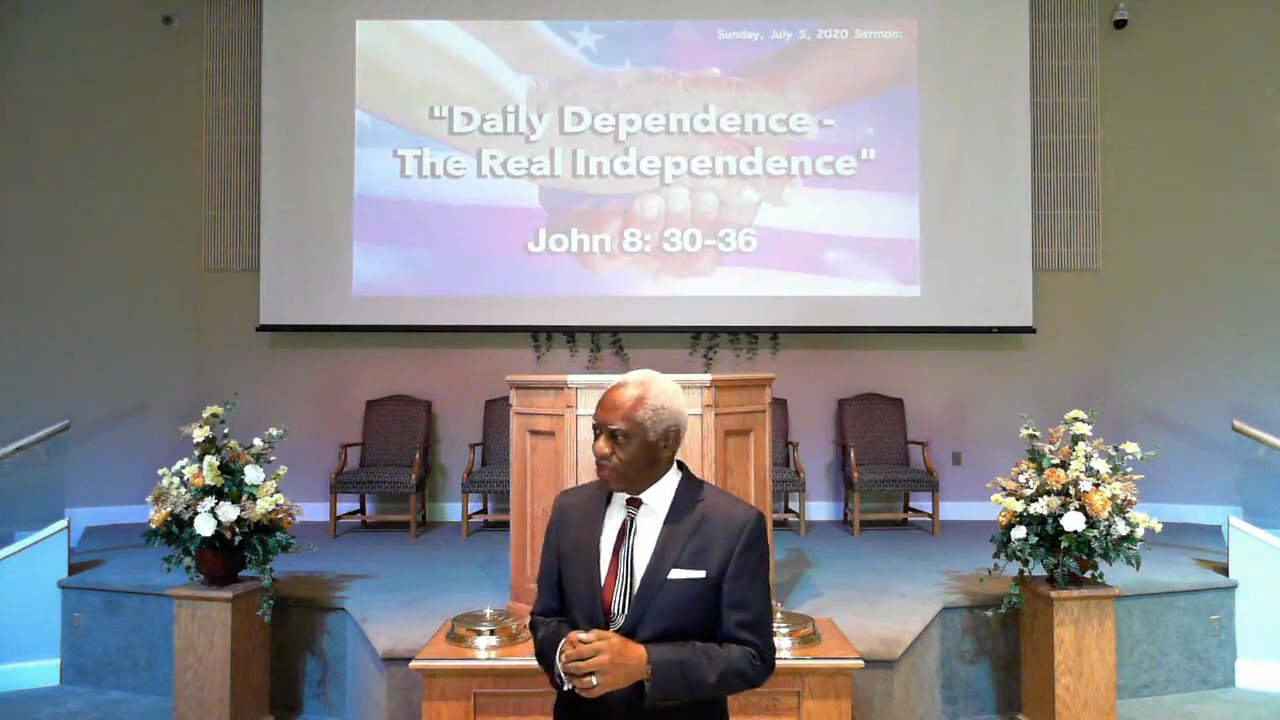 Sunday, July 5, 2020 Sermon:
"Daily Dependence -
The Real Independence"
John 8: 30-36